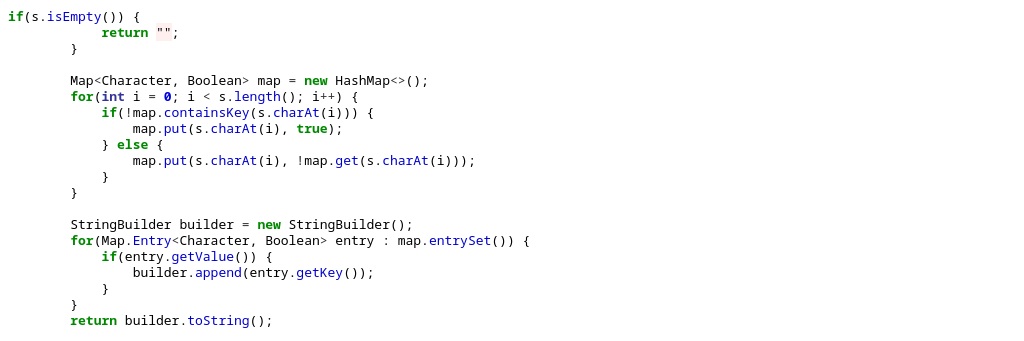 if(s.isEmpty()) {
            return "";
        }

        Map<Character, Boolean> map = new HashMap<>();
        for(int i = 0; i < s.length(); i++) {
            if(!map.containsKey(s.charAt(i))) {
                map.put(s.charAt(i), true);
            } else {
                map.put(s.charAt(i), !map.get(s.charAt(i)));
            }
        }

        StringBuilder builder = new StringBuilder();
        for(Map.Entry<Character, Boolean> entry : map.entrySet()) {
            if(entry.getValue()) {
                builder.append(entry.getKey());
            }
        }
        return builder.toString();